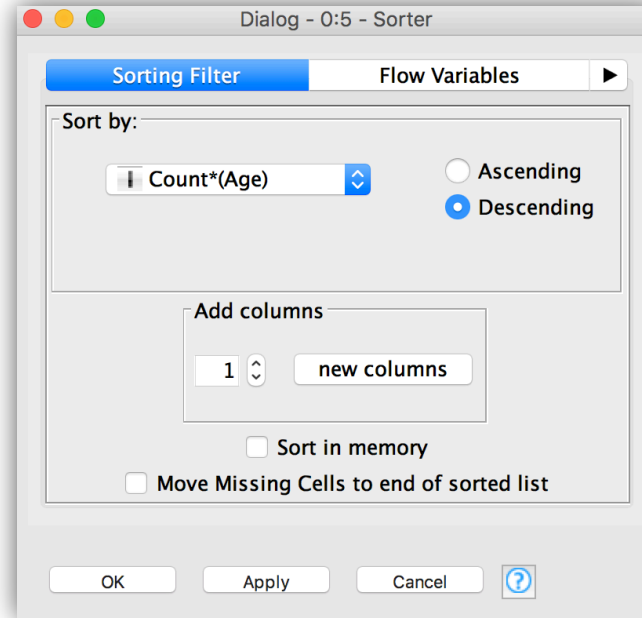 Dialog - 0:5 - Sorter
Sorting Filter Flow Variables
Sort by:
I Count*(Age)
Ascending
Descending
Add columns
1 new columns
Sort in memory
Move Missing Cells to end of sorted list
OK Apply Cancel ?